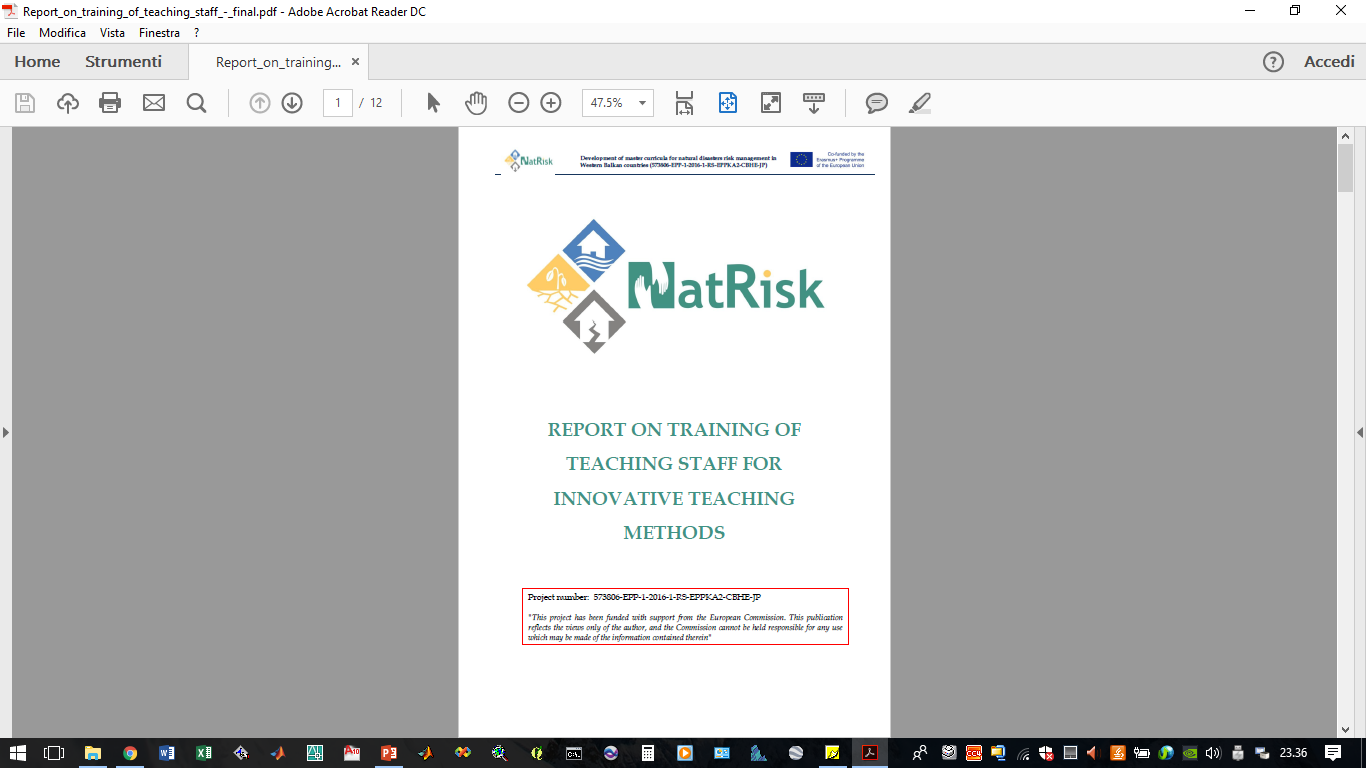 Report_on_training_of_teaching_staff_-_final.pdf - Adobe Acrobat Reader DC
File Modifica Vista Finestra ?
Home Strumenti Report_on_training... × Accedi
1 / 12 47.5%
NatRisk
Development of master curricula for natural disasters risk management in
Western Balkan countries (573806-EPP-1-2016-1-RS-EPPKA2-CBHE-JP)
Co-funded by the
Erasmus+ Programme
of the European Union
NatRisk
REPORT ON TRAINING OF
TEACHING STAFF FOR
INNOVATIVE TEACHING
METHODS
Project number: 573806-EPP-1-2016-1-RS-EPPKA2-CBHE-JP
"This project has been funded with support from the European Commission. This publication
reflects the views only of the author, and the Commission cannot be held responsible for any use
which may be made of the information contained therein"
23.36